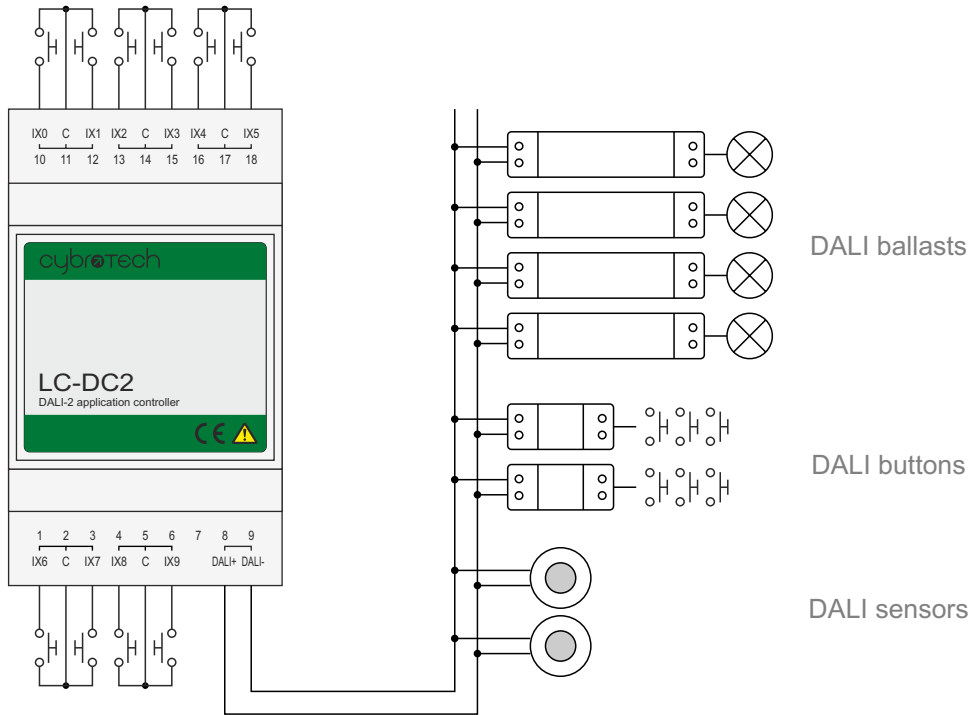 IX0 C IX1 IX2 C IX3 IX4 C IX5
10 11 12 13 14 15 16 17 18
cybrotech
LC-DC2
DALI-2 application controller
CE
1 2 3 4 5 6 7 8 9
IX6 C IX7 IX8 C IX9 DALI+ DALI-
DALI ballasts
DALI buttons
DALI sensors